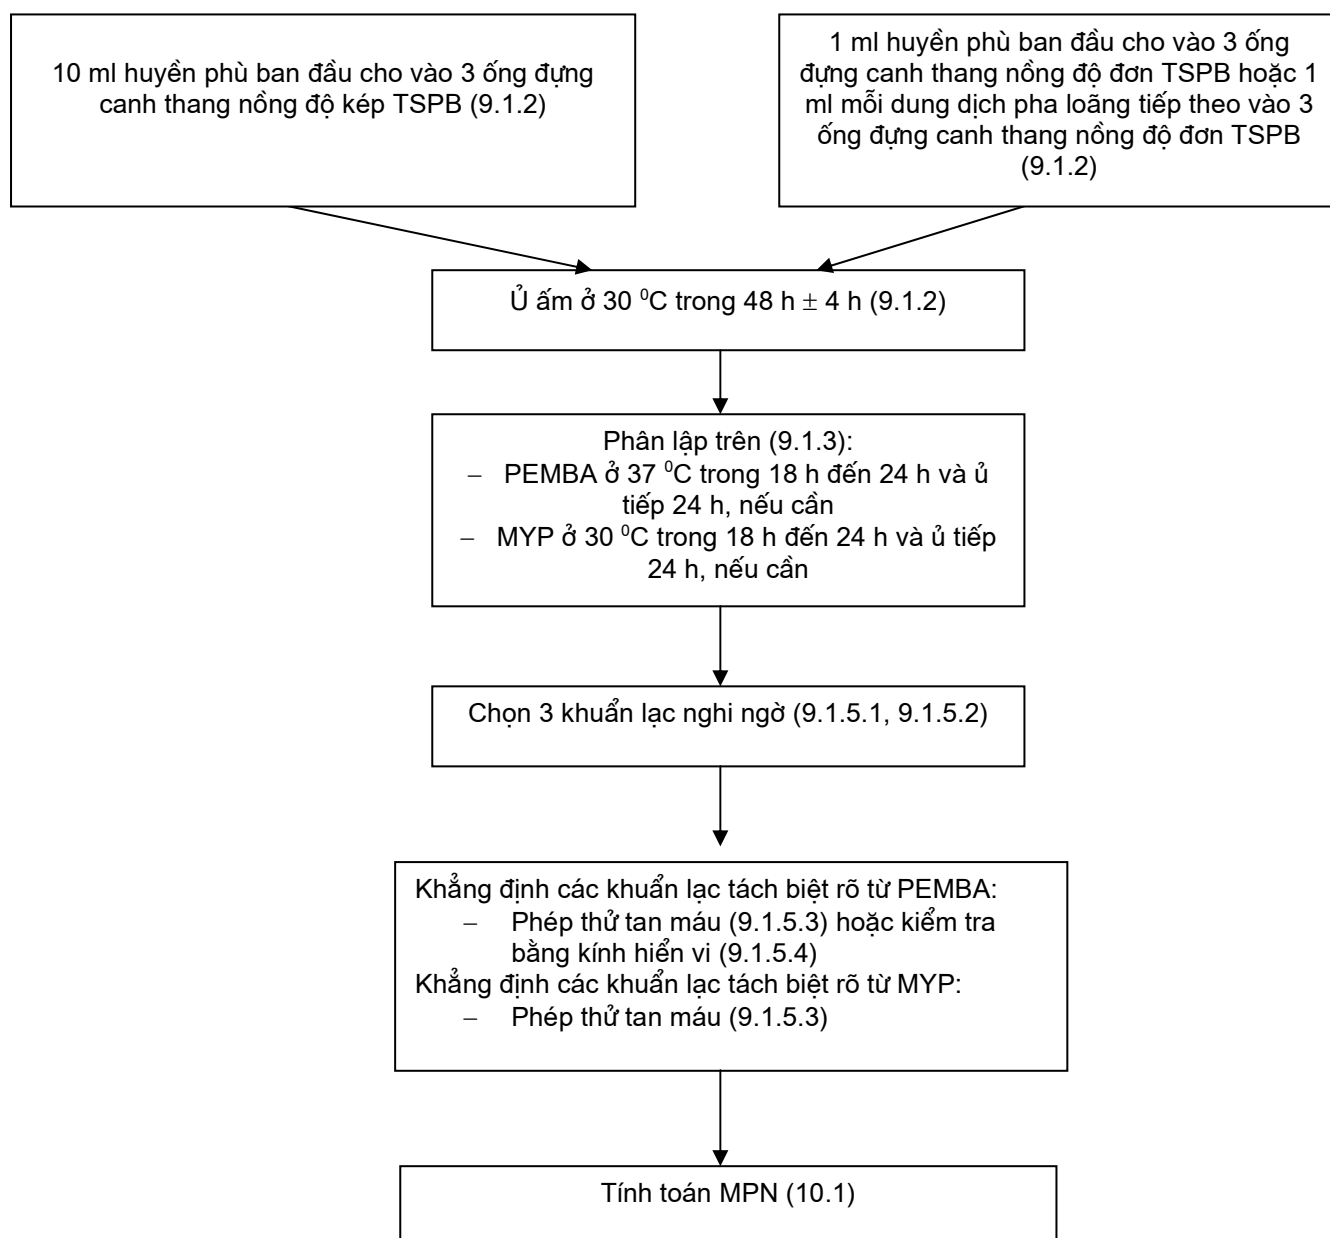 10 ml huyền phù ban đầu cho vào 3 ống đựng
canh thang nồng độ kép TSPB (9.1.2)
1 ml huyền phù ban đầu cho vào 3 ống
đựng canh thang nồng độ đơn TSPB hoặc 1
ml mỗi dung dịch pha loãng tiếp theo vào 3
ống đựng canh thang nồng độ đơn TSPB
(9.1.2)
Ủ ấm ở 30 ⁰C trong 48 h ± 4 h (9.1.2)
Phân lập trên (9.1.3):
– PEMBA ở 37 ⁰C trong 18 h đến 24 h và ủ
tiếp 24 h, nếu cần
– MYP ở 30 ⁰C trong 18 h đến 24 h và ủ tiếp
24 h, nếu cần
Chọn 3 khuẩn lạc nghi ngờ (9.1.5.1, 9.1.5.2)
Khẳng định các khuẩn lạc tách biệt rõ từ PEMBA:
– Phép thử tan máu (9.1.5.3) hoặc kiểm tra
bằng kính hiển vi (9.1.5.4)
Khẳng định các khuẩn lạc tách biệt rõ từ MYP:
– Phép thử tan máu (9.1.5.3)
Tính toán MPN (10.1)